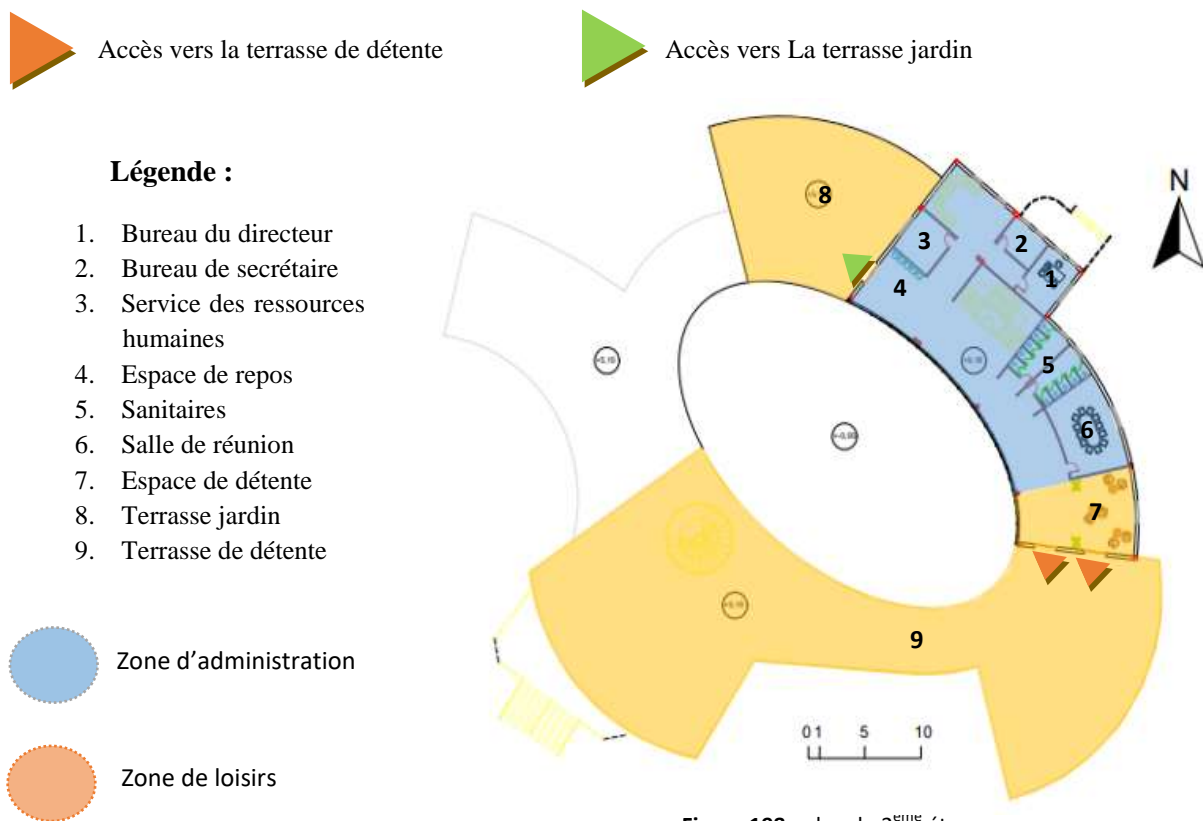 Accès vers la terrasse de détente
Accès vers La terrasse jardin
Légende :
1. Bureau du directeur
2. Bureau de secrétaire
3. Service des ressources
humaines
4. Espace de repos
5. Sanitaires
6. Salle de réunion
7. Espace de détente
8. Terrasse jardin
9. Terrasse de détente
Zone d’administration
Zone de loisirs
N
8
3
2
1
4
5
6
7
9
0 1 5 10